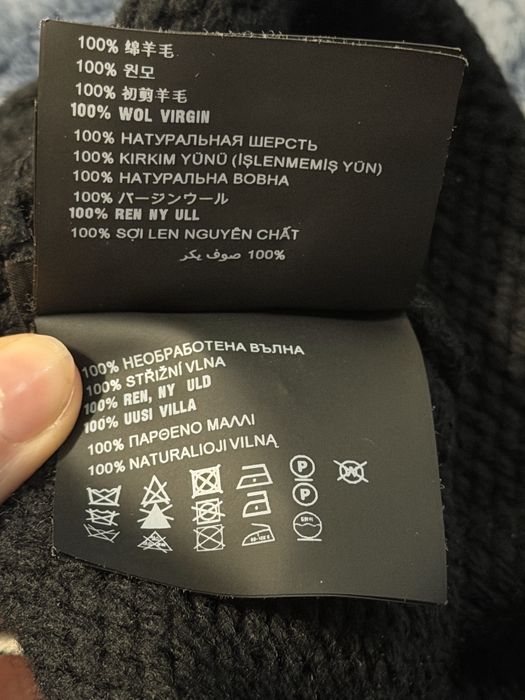 100% 绵羊毛
100% 원모
100% 初剪羊毛
100% WOL VIRGIN
100% НАТУРАЛЬНАЯ ШЕРСТЬ
100% KIRKIM YÜNÜ (İŞLENMEMİŞ YÜN)
100% НАТУРАЛЬНА ВОВНА
100% バージンウール
100% REN NY ULL
100% SỢI LEN NGUYÊN CHẤT
100% صوف بكر
100% НЕОБРАБОТЕНА ВЪЛНА
100% STŘIŽNÍ VLNA
100% REN, NY ULD
100% UUSI VILLA
100% ΠΑΡΘΕΝΟ ΜΑΛΛΙ
100% NATURALIOJI VILNĄ
P
P